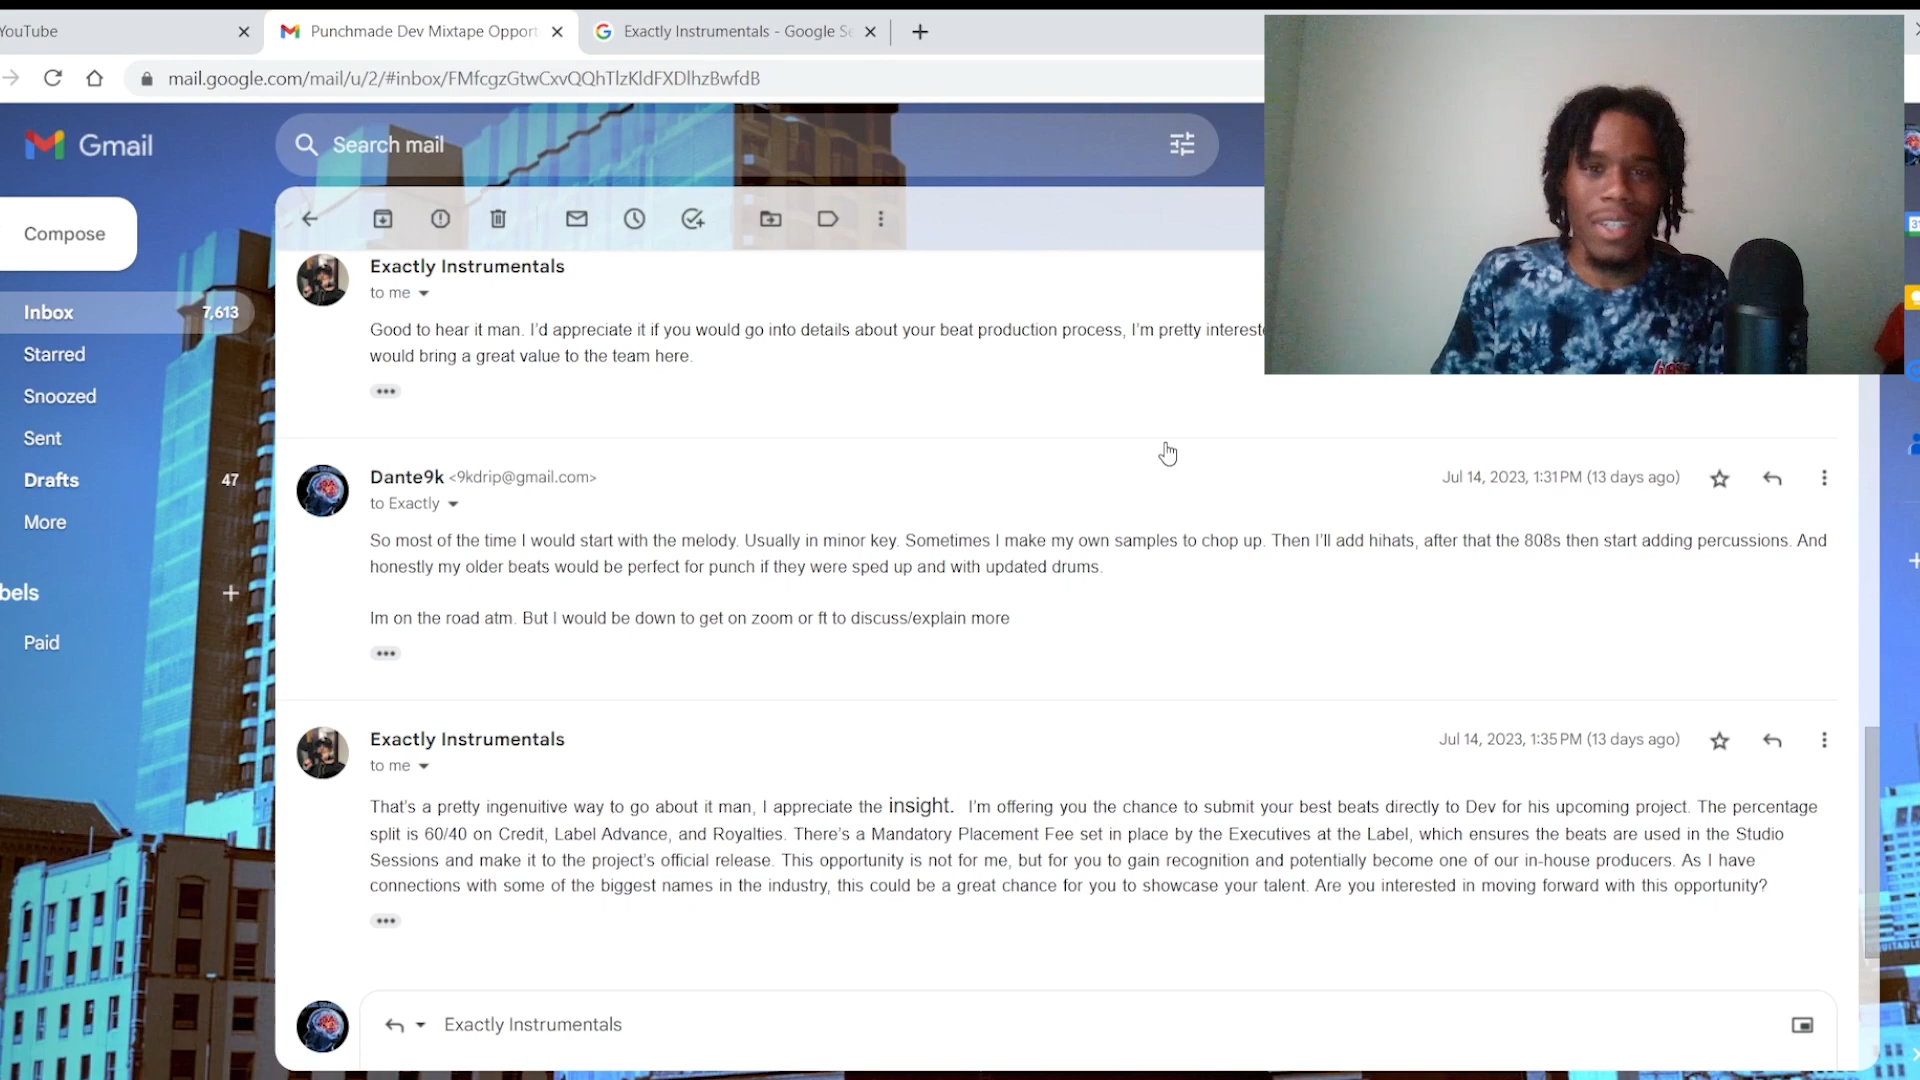 YouTube
Punchmade Dev Mixtape Opport
Exactly Instrumentals - Google Se
mail.google.com/mail/u/2/#inbox/FMfcgzGtwCxvQQhTlzKldFXDlhzBwfdB
Gmail
Search mail
Compose
Inbox 7,613
Starred
Snoozed
Sent
Drafts 47
More
bels
Paid
Exactly Instrumentals
to me
Good to hear it man. I'd appreciate it if you would go into details about your beat production process, I'm pretty intereste
would bring a great value to the team here.
Dante9k <9kdrip@gmail.com> Jul 14, 2023, 1:31 PM (13 days ago)
to Exactly
So most of the time I would start with the melody. Usually in minor key. Sometimes I make my own samples to chop up. Then I'll add hihats, after that the 808s then start adding percussions. And
honestly my older beats would be perfect for punch if they were sped up and with updated drums.
Im on the road atm. But I would be down to get on zoom or ft to discuss/explain more
Exactly Instrumentals Jul 14, 2023, 1:35 PM (13 days ago)
to me
That's a pretty ingenuitive way to go about it man, I appreciate the insight. I'm offering you the chance to submit your best beats directly to Dev for his upcoming project. The percentage
split is 60/40 on Credit, Label Advance, and Royalties. There's a Mandatory Placement Fee set in place by the Executives at the Label, which ensures the beats are used in the Studio
Sessions and make it to the project's official release. This opportunity is not for me, but for you to gain recognition and potentially become one of our in-house producers. As I have
connections with some of the biggest names in the industry, this could be a great chance for you to showcase your talent. Are you interested in moving forward with this opportunity?
Exactly Instrumentals